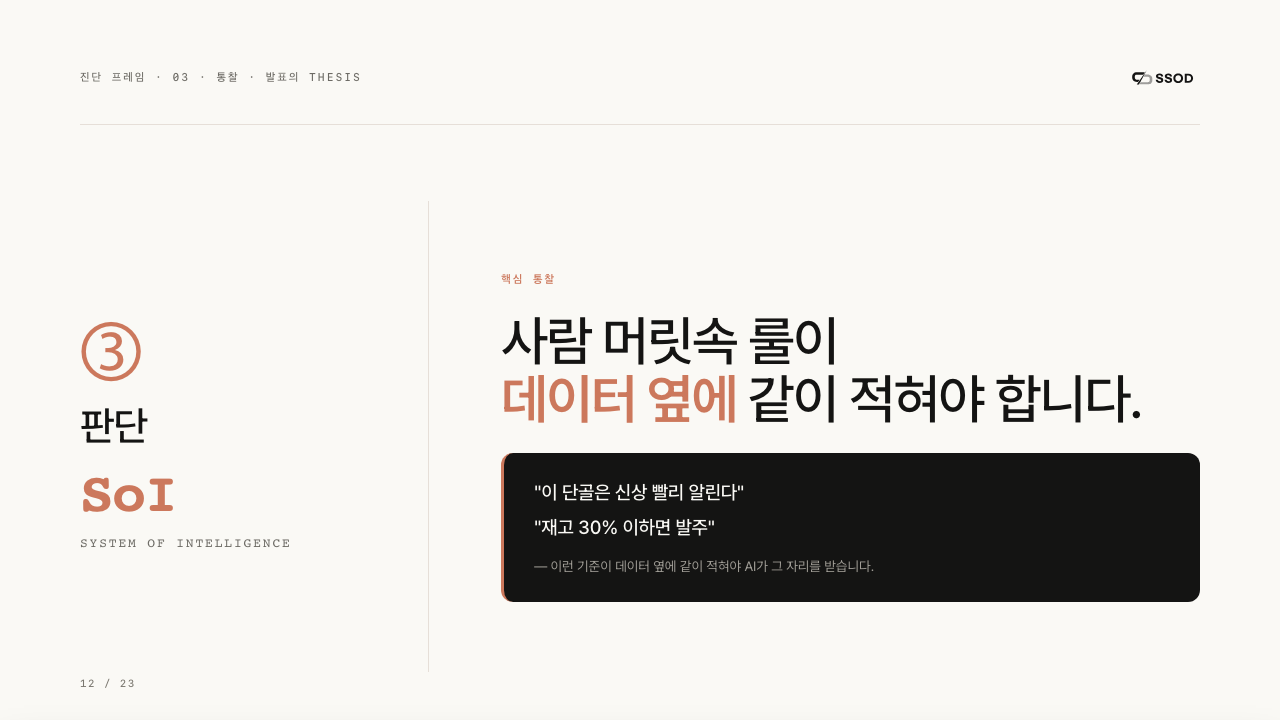 진단 프레임 · 03 · 통찰 · 발표의 THESIS
SSOD
③
판단
SoI
SYSTEM OF INTELLIGENCE
핵심 통찰
사람 머릿속 룰이
데이터 옆에 같이 적혀야 합니다.
"이 단골은 신상 빨리 알린다"
"재고 30% 이하면 발주"
— 이런 기준이 데이터 옆에 같이 적혀야 AI가 그 자리를 받습니다.
12 / 23